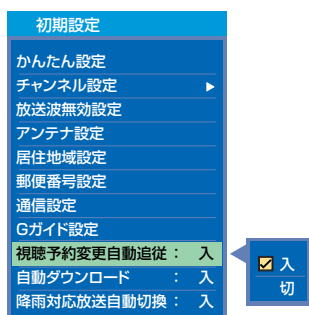 初期設定
かんたん設定
チャンネル設定 ▶
放送波無効設定
アンテナ設定
居住地域設定
郵便番号設定
通信設定
Gガイド設定
視聴予約変更自動追従： 入
自動ダウンロード ： 入
降雨対応放送自動切換： 入
入
切